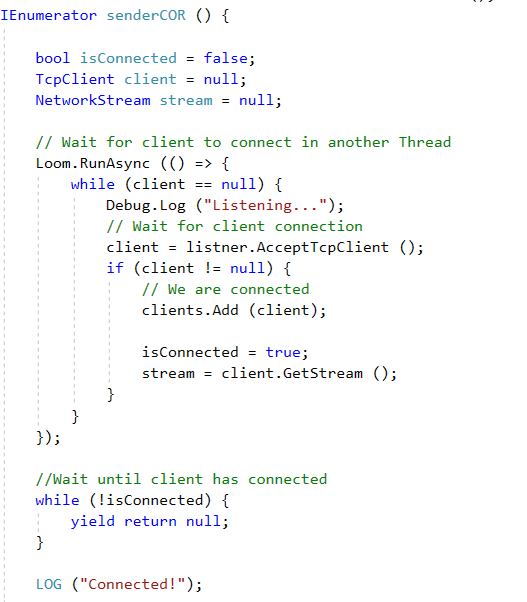 IEnumerator senderCOR () {
bool isConnected = false;
TcpClient client = null;
NetworkStream stream = null;
// Wait for client to connect in another Thread
Loom.RunAsync (() => {
while (client == null) {
Debug.Log ("Listening...");
// Wait for client connection
client = listner.AcceptTcpClient ();
if (client != null) {
// We are connected
clients.Add (client);
isConnected = true;
stream = client.GetStream ();
}
}
});
//Wait until client has connected
while (!isConnected) {
yield return null;
}
LOG ("Connected!");